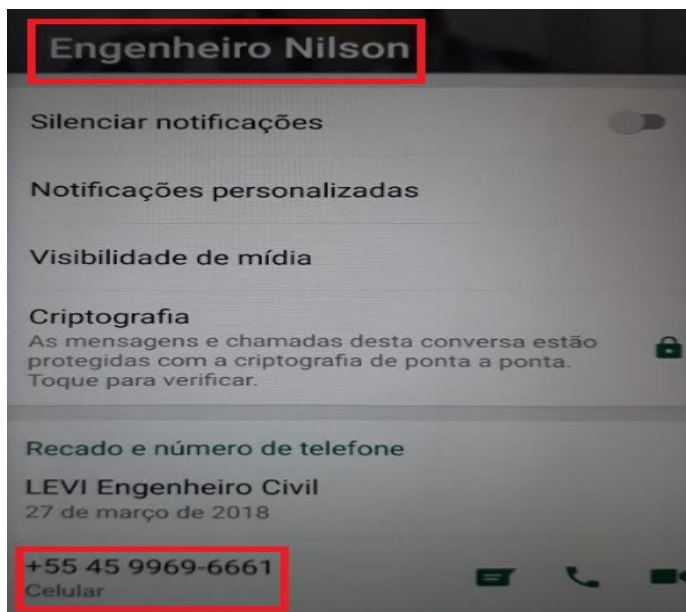 Engenheiro Nilson
Silenciar notificações
Notificações personalizadas
Visibilidade de mídia
Criptografia
As mensagens e chamadas desta conversa estão
protegidas com a criptografia de ponta a ponta.
Toque para verificar.
Recado e número de telefone
LEVI Engenheiro Civil
27 de março de 2018
+55 45 9969-6661
Celular